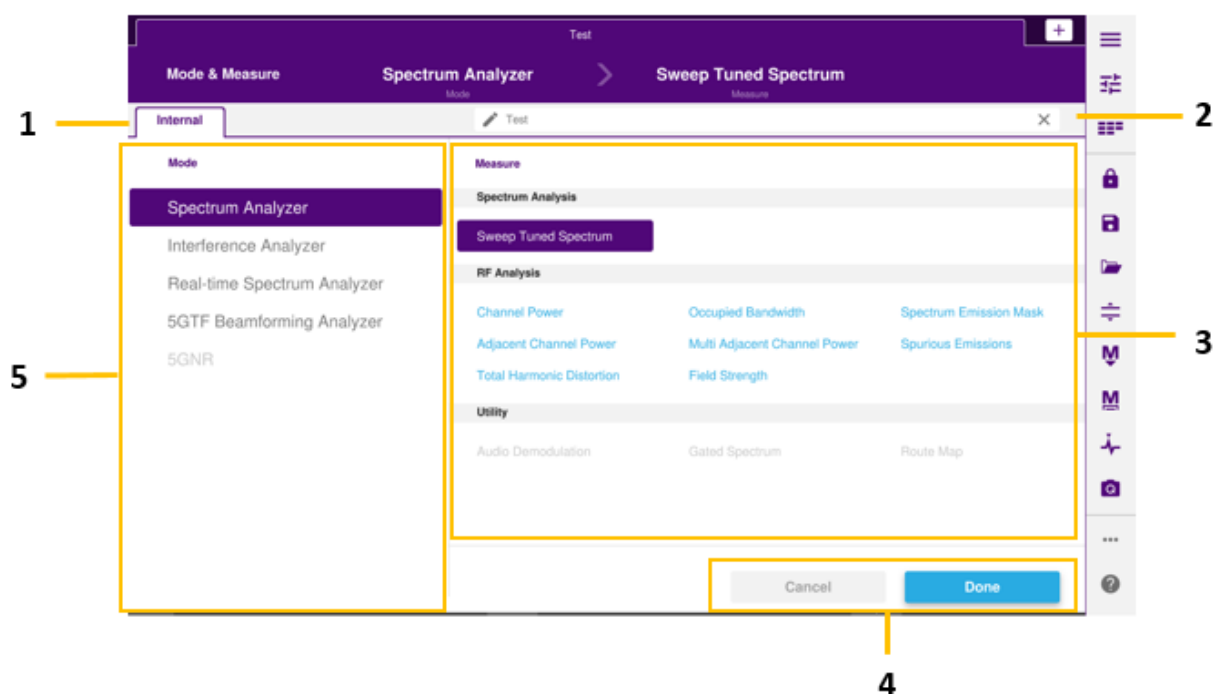 Test
Mode & Measure Spectrum Analyzer Sweep Tuned Spectrum
Mode Measure
1 Internal Test 2
Mode
Spectrum Analyzer
Interference Analyzer
Real-time Spectrum Analyzer
5GTF Beamforming Analyzer
5GNR
5
Measure
Spectrum Analysis
Sweep Tuned Spectrum
RF Analysis
Channel Power Occupied Bandwidth Spectrum Emission Mask
Adjacent Channel Power Multi Adjacent Channel Power Spurious Emissions
Total Harmonic Distortion Field Strength
3
Utility
Audio Demodulation Gated Spectrum Route Map
Cancel Done
4